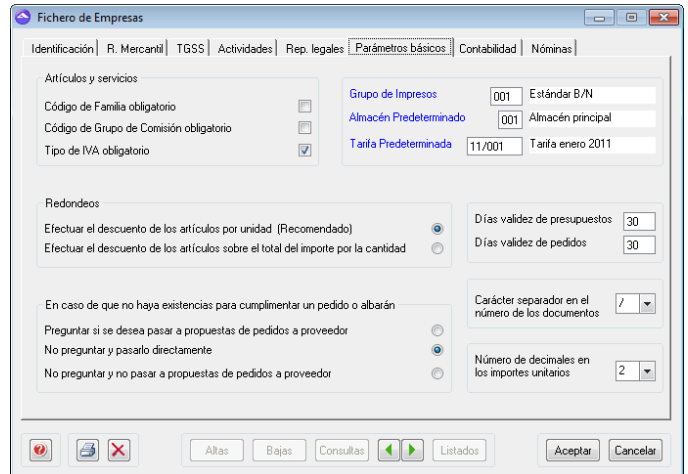 Fichero de Empresas
Identificación R. Mercantil TGSS Actividades Rep. legales Parámetros básicos Contabilidad Nóminas
Artículos y servicios
Código de Familia obligatorio
Código de Grupo de Comisión obligatorio
Tipo de IVA obligatorio
Grupo de Impresos 001 Estándar B/N
Almacén Predeterminado 001 Almacén principal
Tarifa Predeterminada 11/001 Tarifa enero 2011
Redondeos
Efectuar el descuento de los artículos por unidad (Recomendado)
Efectuar el descuento de los artículos sobre el total del importe por la cantidad
Días validez de presupuestos 30
Días validez de pedidos 30
En caso de que no haya existencias para cumplimentar un pedido o albarán
Preguntar si se desea pasar a propuestas de pedidos a proveedor
No preguntar y pasarlo directamente
No preguntar y no pasar a propuestas de pedidos a proveedor
Carácter separador en el
número de los documentos /
Número de decimales en
los importes unitarios 2
Altas Bajas Consultas Listados Aceptar Cancelar